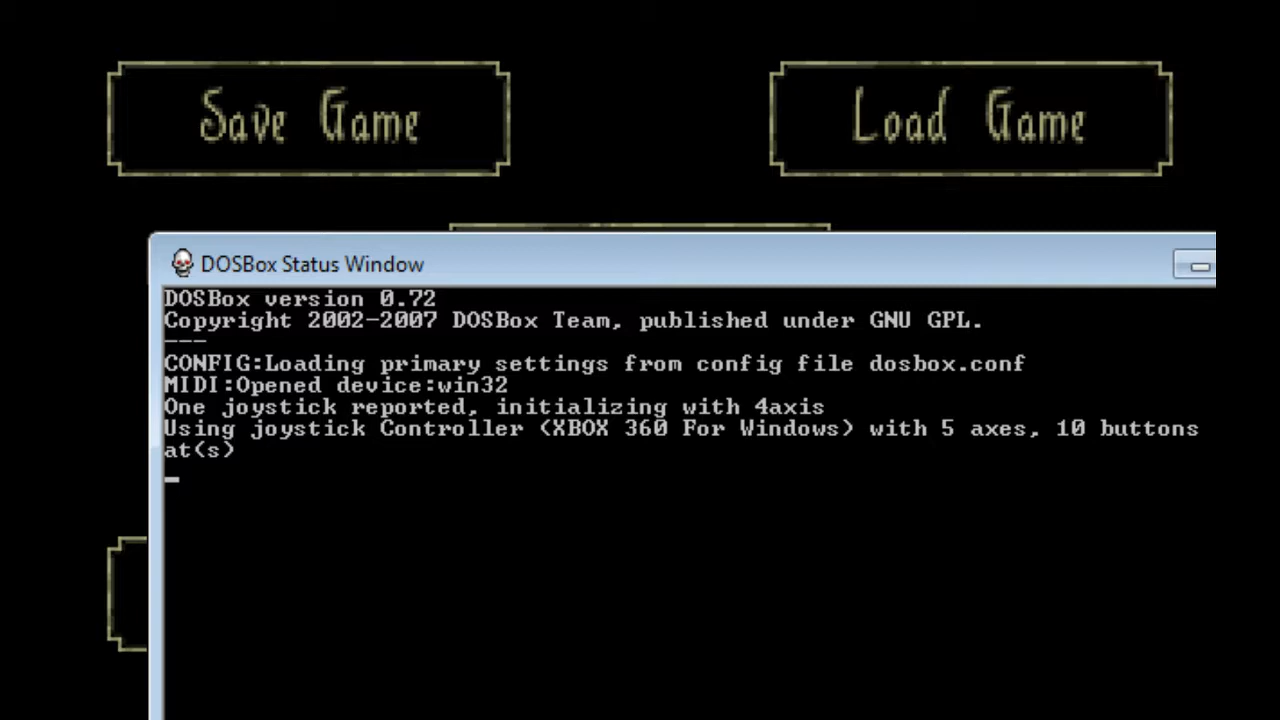 Save Game
Load Game
DOSBox Status Window
DOSBox version 0.72
Copyright 2002-2007 DOSBox Team, published under GNU GPL.
---
CONFIG:Loading primary settings from config file dosbox.conf
MIDI:Opened device:win32
One joystick reported, initializing with 4axis
Using joystick Controller (XBOX 360 For Windows) with 5 axes, 10 buttons
at(s)